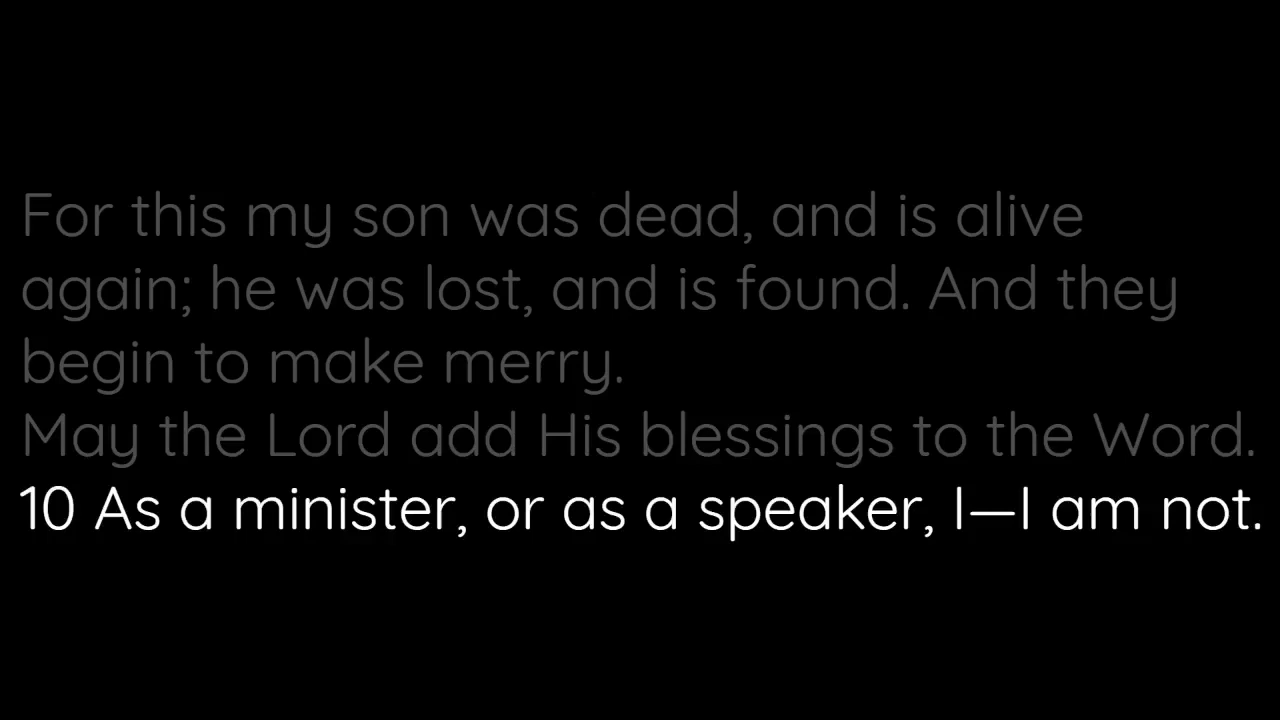 For this my son was dead, and is alive
again; he was lost, and is found. And they
begin to make merry.
May the Lord add His blessings to the Word.
10 As a minister, or as a speaker, I—I am not.